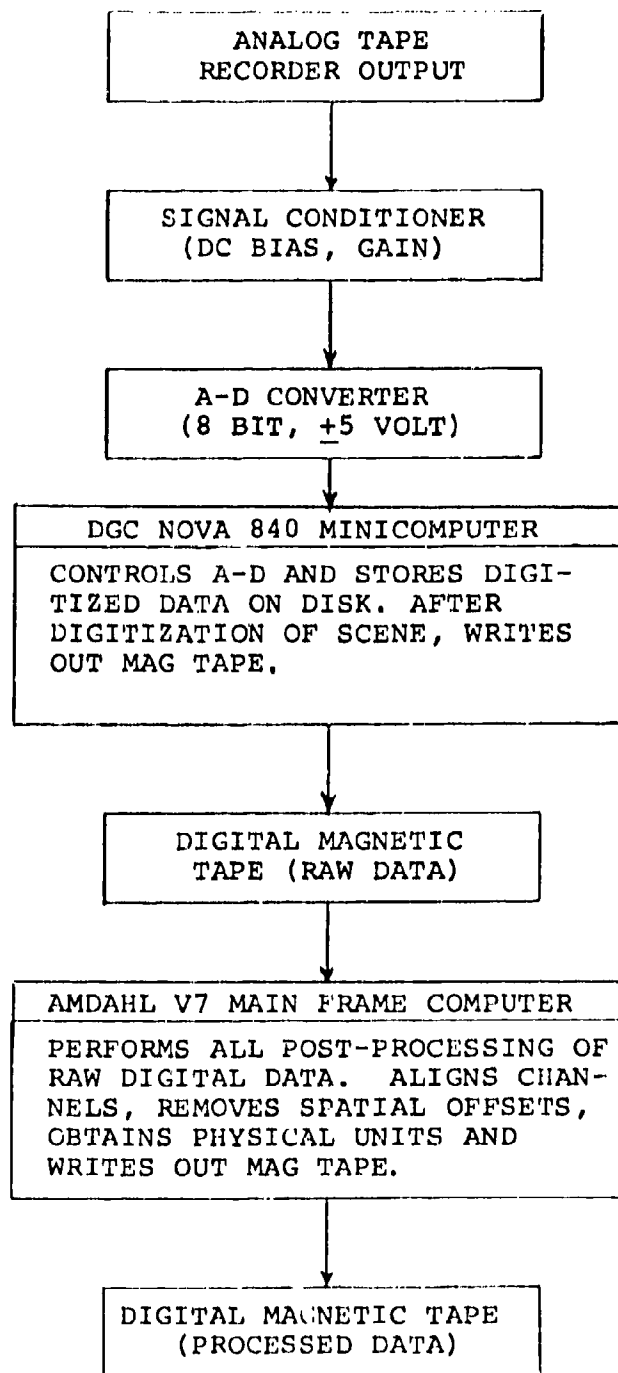 ANALOG TAPE
RECORDER OUTPUT
SIGNAL CONDITIONER
(DC BIAS, GAIN)
A-D CONVERTER
(8 BIT, ±5 VOLT)
DGC NOVA 840 MINICOMPUTER
CONTROLS A-D AND STORES DIGI-
TIZED DATA ON DISK. AFTER
DIGITIZATION OF SCENE, WRITES
OUT MAG TAPE.
DIGITAL MAGNETIC
TAPE (RAW DATA)
AMDAHL V7 MAIN FRAME COMPUTER
PERFORMS ALL POST-PROCESSING OF
RAW DIGITAL DATA. ALIGNS CHAN-
NELS, REMOVES SPATIAL OFFSETS,
OBTAINS PHYSICAL UNITS AND
WRITES OUT MAG TAPE.
DIGITAL MAGNETIC TAPE
(PROCESSED DATA)